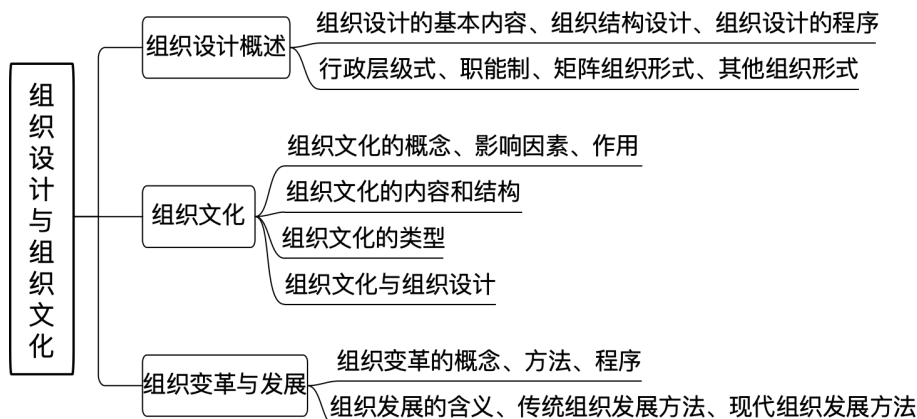 组织设计与组织文化
组织设计概述
组织设计的基本内容、组织结构设计、组织设计的程序
行政层级式、职能制、矩阵组织形式、其他组织形式
组织文化
组织文化的概念、影响因素、作用
组织文化的内容和结构
组织文化的类型
组织文化与组织设计
组织变革与发展
组织变革的概念、方法、程序
组织发展的含义、传统组织发展方法、现代组织发展方法